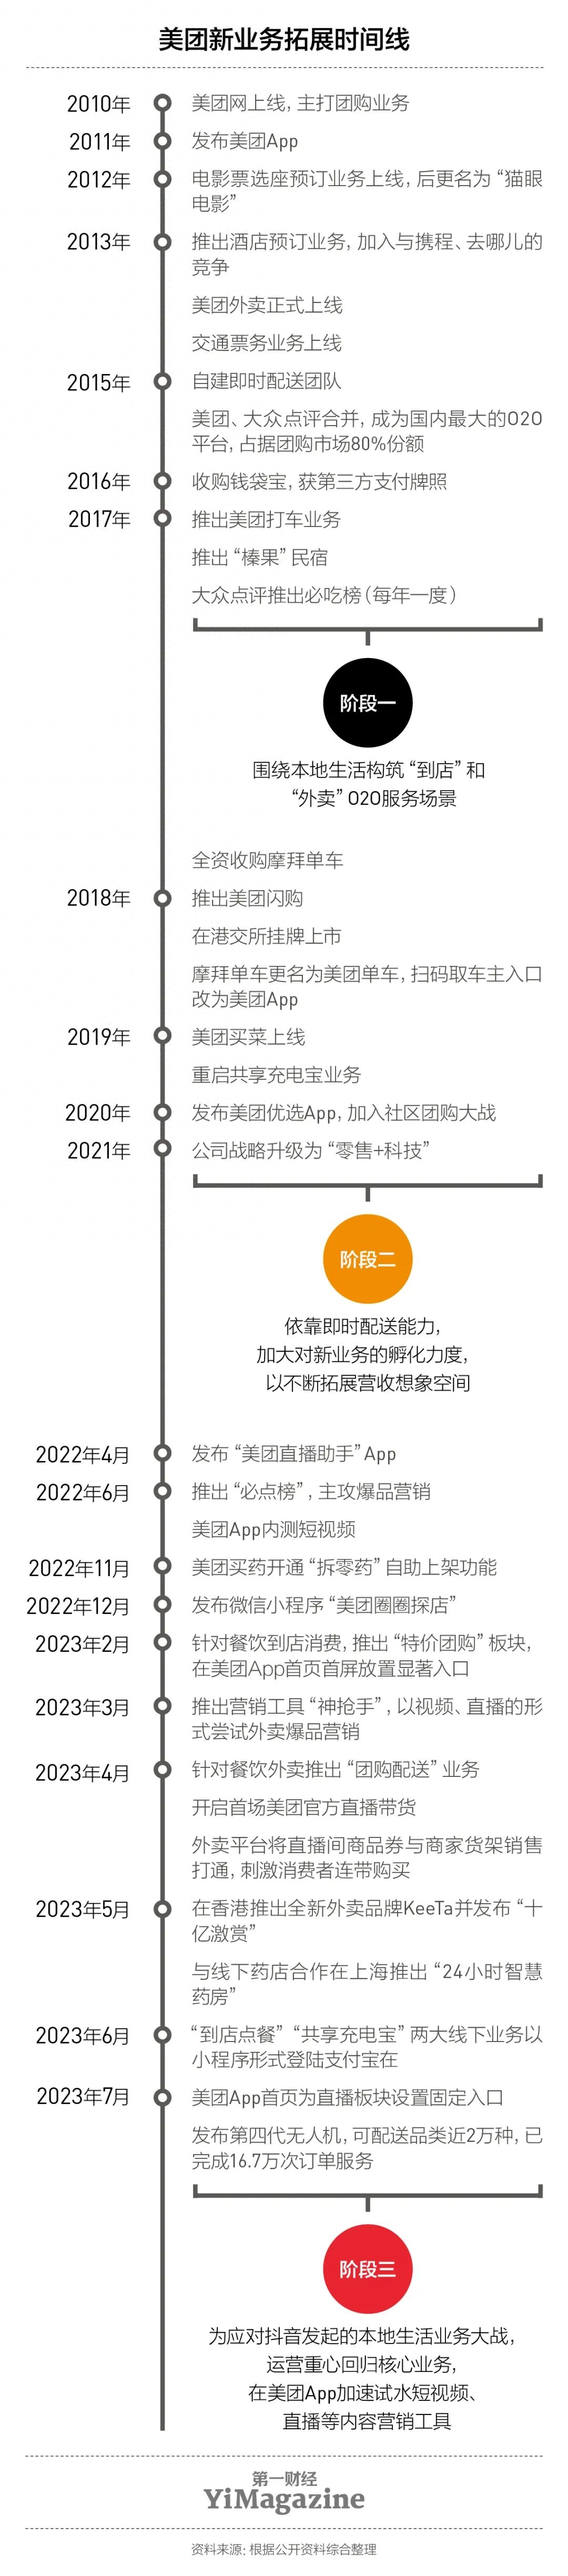 美团新业务拓展时间线
2010年 美团网上线，主打团购业务
2011年 发布美团App
2012年 电影票选座预订业务上线，后更名为“猫眼
电影”
2013年 推出酒店预订业务，加入与携程、去哪儿的
竞争
美团外卖正式上线
交通票务业务上线
2015年 自建即时配送团队
美团、大众点评合并，成为国内最大的O2O
平台，占据团购市场80%份额
2016年 收购钱袋宝，获第三方支付牌照
2017年 推出美团打车业务
推出“榛果”民宿
大众点评推出必吃榜（每年一度）
阶段一
围绕本地生活构筑“到店”和
“外卖”O2O服务场景
全资收购摩拜单车
2018年 推出美团闪购
在港交所挂牌上市
摩拜单车更名为美团单车，扫码取车主入口
改为美团App
2019年 美团买菜上线
重启共享充电宝业务
2020年 发布美团优选App，加入社区团购大战
2021年 公司战略升级为“零售+科技”
阶段二
依靠即时配送能力，
加大对新业务的孵化力度，
以不断拓展营收想象空间
2022年4月 发布“美团直播助手”App
2022年6月 推出“必点榜”，主攻爆品营销
美团App内测短视频
2022年11月 美团买药开通“拆零药”自助上架功能
2022年12月 发布微信小程序“美团圈圈探店”
2023年2月 针对餐饮到店消费，推出“特价团购”板块，
在美团App首页首屏放置显著入口
2023年3月 推出营销工具“神抢手”，以视频、直播的形
式尝试外卖爆品营销
2023年4月 针对餐饮外卖推出“团购配送”业务
开启首场美团官方直播带货
外卖平台将直播间商品券与商家货架销售
打通，刺激消费者连带购买
2023年5月 在香港推出全新外卖品牌KeeTa并发布“十
亿激赏”
与线下药店合作在上海推出“24小时智慧
药房”
2023年6月 “到店点餐”“共享充电宝”两大线下业务以
小程序形式登陆支付宝在
2023年7月 美团App首页为直播板块设置固定入口
发布第四代无人机，可配送品类近2万种，已
完成16.7万次订单服务
阶段三
为应对抖音发起的本地生活业务大战，
运营重心回归核心业务，
在美团App加速试水短视频、
直播等内容营销工具
第一财经
YiMagazine
资料来源：根据公开资料综合整理